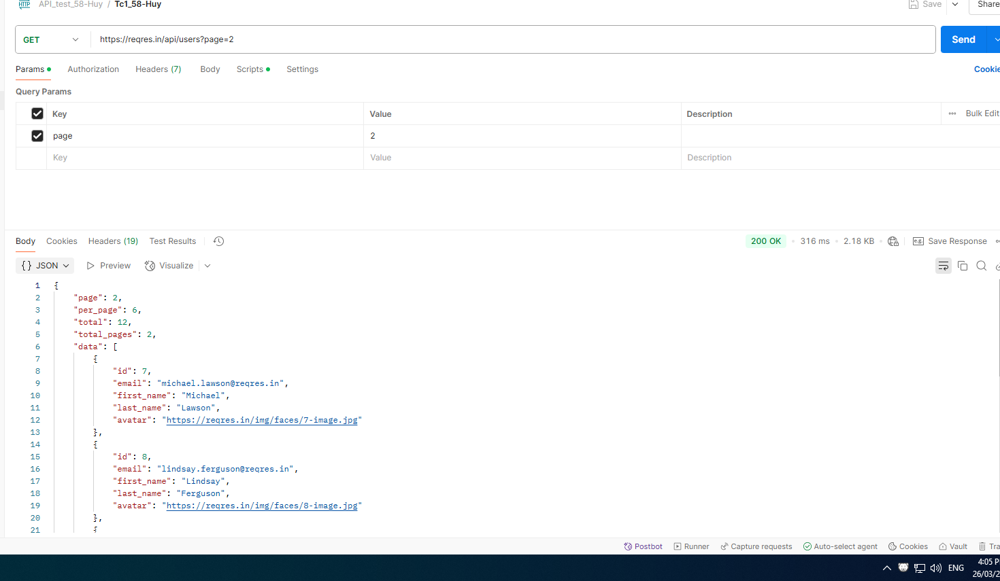 HTTP API_test_58-Huy / Tc1_58-Huy Save Share
GET https://reqres.in/api/users?page=2 Send
Params Authorization Headers (7) Body Scripts Settings Cookie
Query Params
Key Value Description Bulk Edit
page 2
Key Value Description
Body Cookies Headers (19) Test Results 200 OK 316 ms 2.18 KB e.g. Save Response
{} JSON Preview Visualize
1 {
2 "page": 2,
3 "per_page": 6,
4 "total": 12,
5 "total_pages": 2,
6 "data": [
7 {
8 "id": 7,
9 "email": "michael.lawson@reqres.in",
10 "first_name": "Michael",
11 "last_name": "Lawson",
12 "avatar": "https://reqres.in/img/faces/7-image.jpg"
13 },
14 {
15 "id": 8,
16 "email": "lindsay.ferguson@reqres.in",
17 "first_name": "Lindsay",
18 "last_name": "Ferguson",
19 "avatar": "https://reqres.in/img/faces/8-image.jpg"
20 },
21 {
Postbot Runner Capture requests Auto-select agent Cookies Vault Tra
ENG 4:05 P
26/03/2